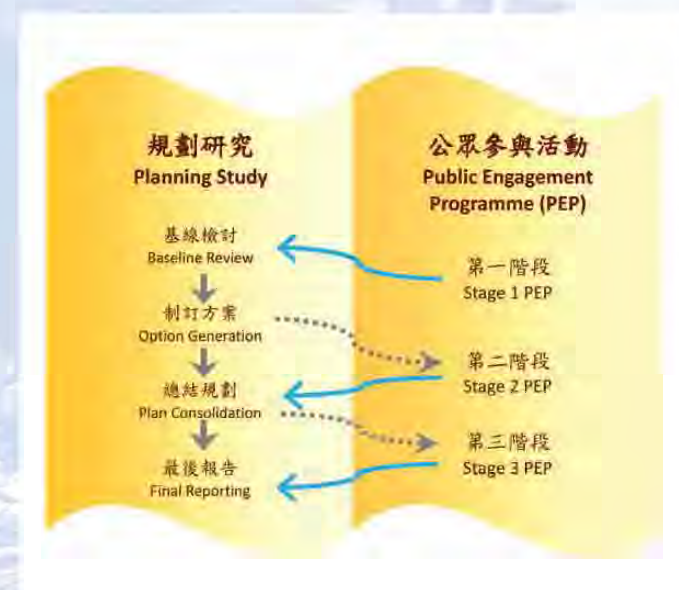 規劃研究
Planning Study
基線檢討
Baseline Review
制訂方案
Option Generation
總結規劃
Plan Consolidation
最後報告
Final Reporting
公眾參與活動
Public Engagement
Programme (PEP)
第一階段
Stage 1 PEP
第二階段
Stage 2 PEP
第三階段
Stage 3 PEP